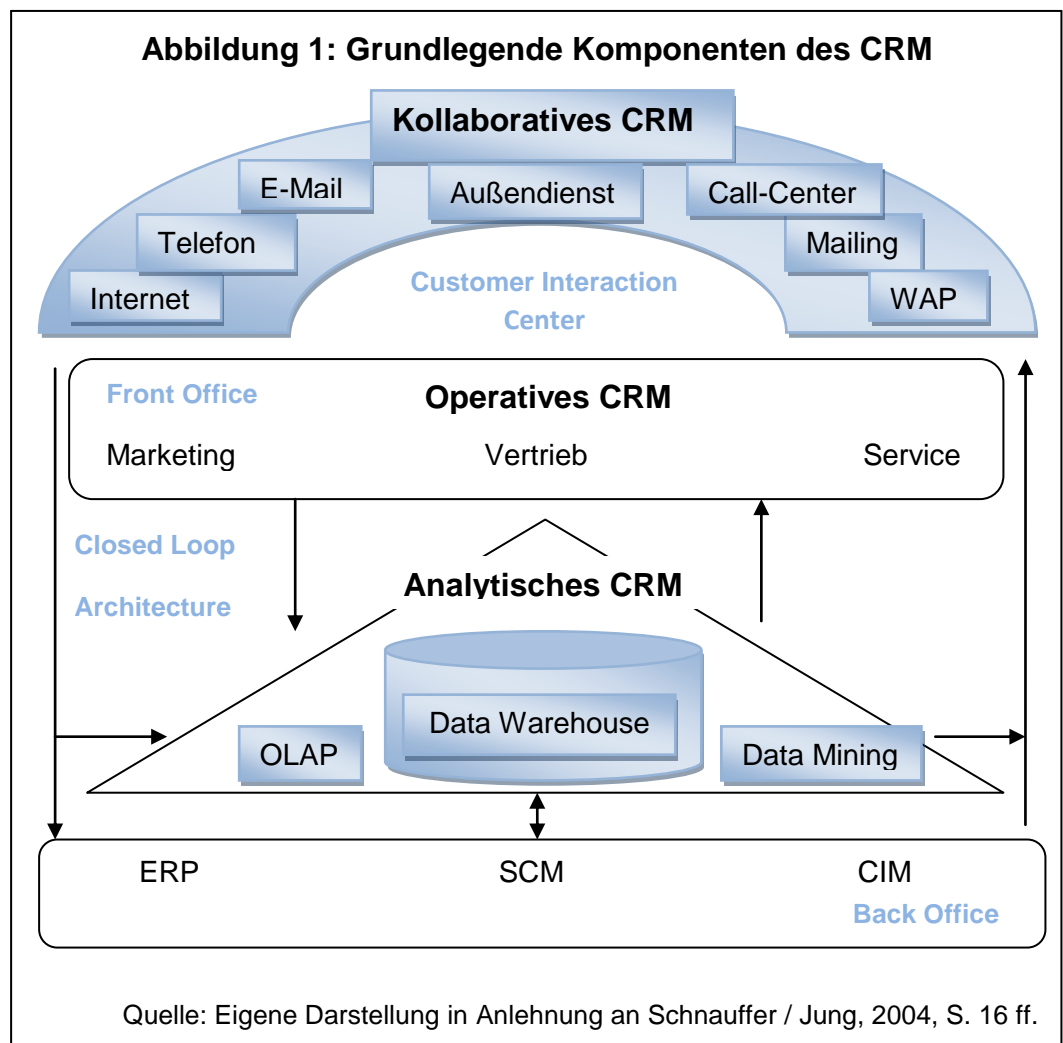 Abbildung 1: Grundlegende Komponenten des CRM
Kollaboratives CRM
E-Mail
Außendienst
Call-Center
Telefon
Mailing
Internet
Customer Interaction
Center
WAP
Front Office
Operatives CRM
Marketing
Vertrieb
Service
Closed Loop
Architecture
Analytisches CRM
OLAP
Data Warehouse
Data Mining
ERP
SCM
CIM
Back Office
Quelle: Eigene Darstellung in Anlehnung an Schnauffer / Jung, 2004, S. 16 ff.